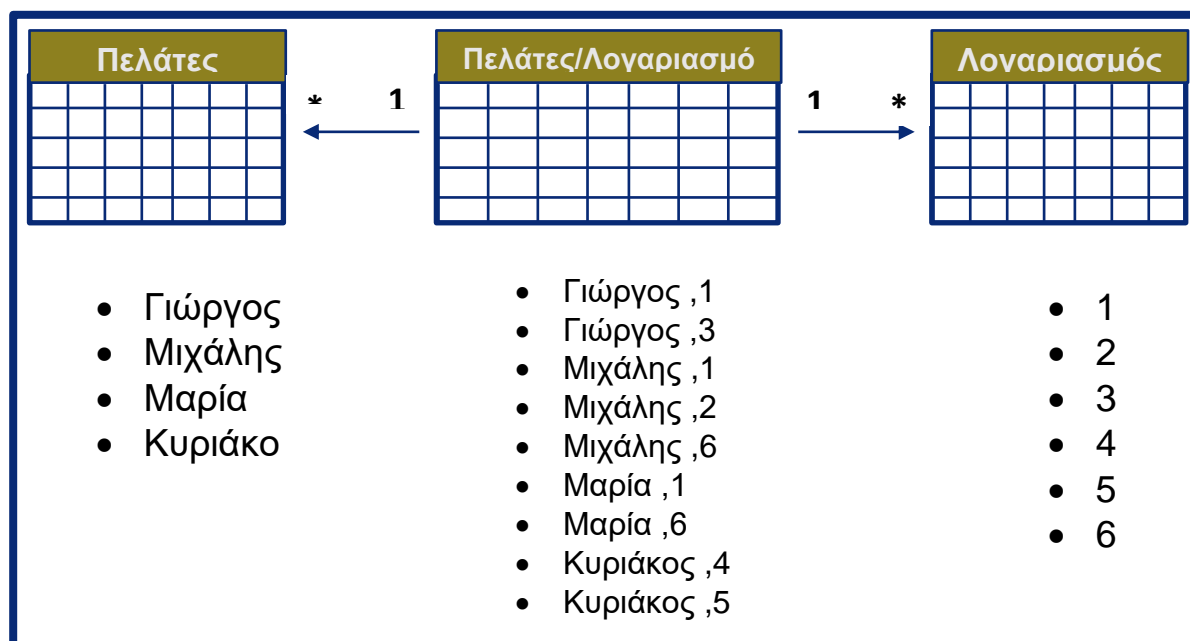 Πελάτες
Πελάτες/Λογαριασμό
Λογαριασμός
* 1
1 *
• Γιώργος
• Μιχάλης
• Μαρία
• Κυριάκο
• Γιώργος ,1
• Γιώργος ,3
• Μιχάλης ,1
• Μιχάλης ,2
• Μιχάλης ,6
• Μαρία ,1
• Μαρία ,6
• Κυριάκος ,4
• Κυριάκος ,5
• 1
• 2
• 3
• 4
• 5
• 6